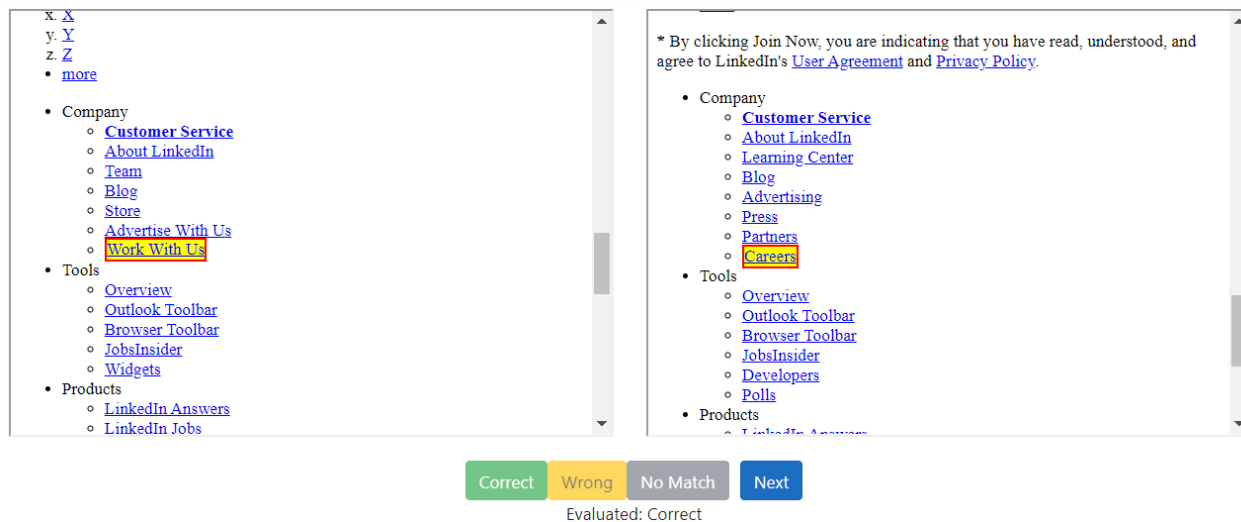 x. X
y. Y
z. Z
• more
• Company
◦ Customer Service
◦ About LinkedIn
◦ Team
◦ Blog
◦ Store
◦ Advertise With Us
◦ Work With Us
• Tools
◦ Overview
◦ Outlook Toolbar
◦ Browser Toolbar
◦ JobsInsider
◦ Widgets
• Products
◦ LinkedIn Answers
◦ LinkedIn Jobs
* By clicking Join Now, you are indicating that you have read, understood, and
agree to LinkedIn's User Agreement and Privacy Policy.
• Company
◦ Customer Service
◦ About LinkedIn
◦ Learning Center
◦ Blog
◦ Advertising
◦ Press
◦ Partners
◦ Careers
• Tools
◦ Overview
◦ Outlook Toolbar
◦ Browser Toolbar
◦ JobsInsider
◦ Developers
◦ Polls
• Products
◦ LinkedIn Answers
Correct Wrong No Match Next
Evaluated: Correct